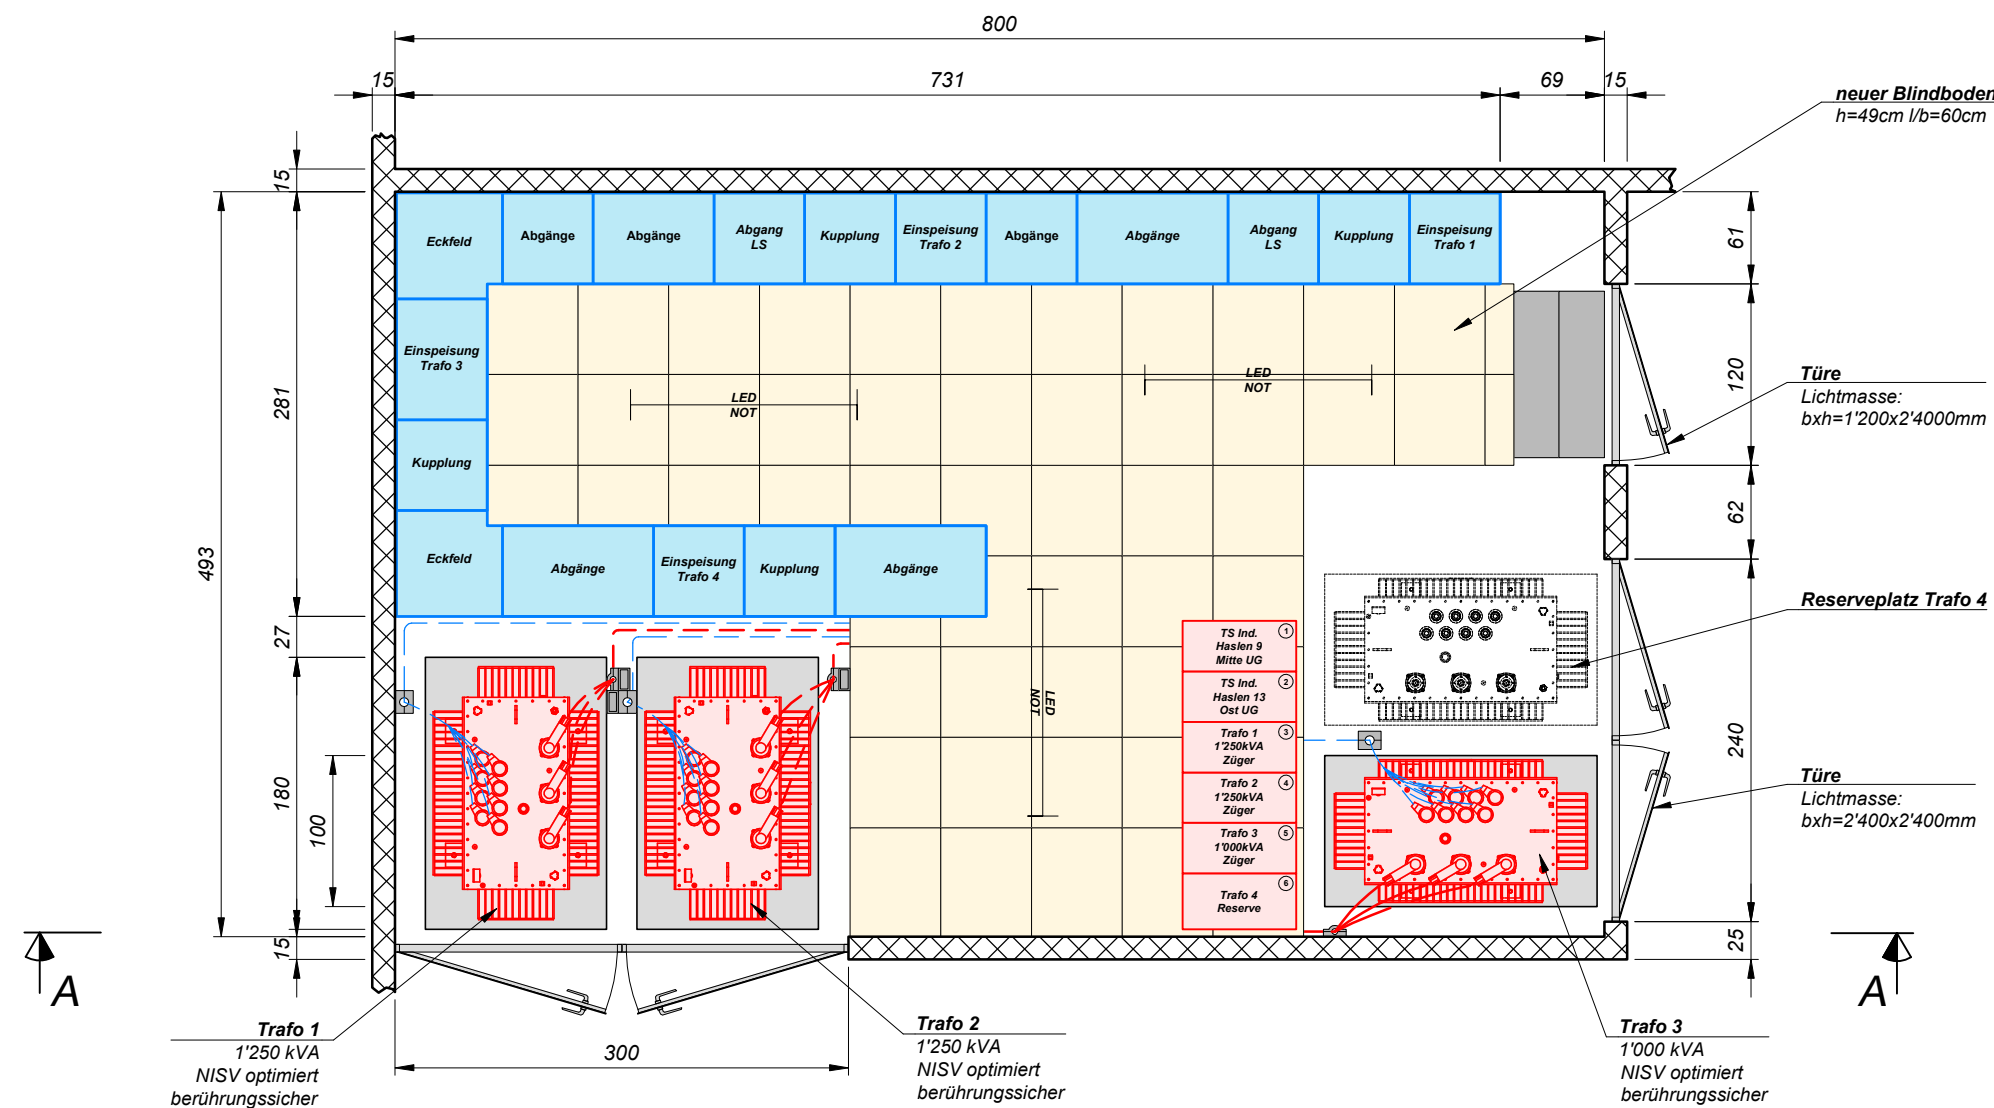 800
15
731
69
15
neuer Blindboden
h=49cm l/b=60cm
15
Eckfeld
Abgänge
Abgänge
Abgang
LS
Kupplung
Einspeisung
Trafo 2
Abgänge
Abgänge
Abgang
LS
Kupplung
Einspeisung
Trafo 1
61
Einspeisung
Trafo 3
281
LED
NOT
LED
NOT
120
Türe
Lichtmasse:
bxh=1'200x2'4000mm
Kupplung
493
62
Eckfeld
Abgänge
Einspeisung
Trafo 4
Kupplung
Abgänge
Reserveplatz Trafo 4
27
TS Ind.
Haslen 9
Mitte UG
1
TS Ind.
Haslen 13
Ost UG
2
LED
NOT
Trafo 1
1'250kVA
Züger
3
Trafo 2
1'250kVA
Züger
4
Trafo 3
1'000kVA
Züger
5
Trafo 4
Reserve
6
180
100
240
Türe
Lichtmasse:
bxh=2'400x2'400mm
15
25
A
A
Trafo 1
1'250 kVA
NISV optimiert
berührungssicher
300
Trafo 2
1'250 kVA
NISV optimiert
berührungssicher
Trafo 3
1'000 kVA
NISV optimiert
berührungssicher